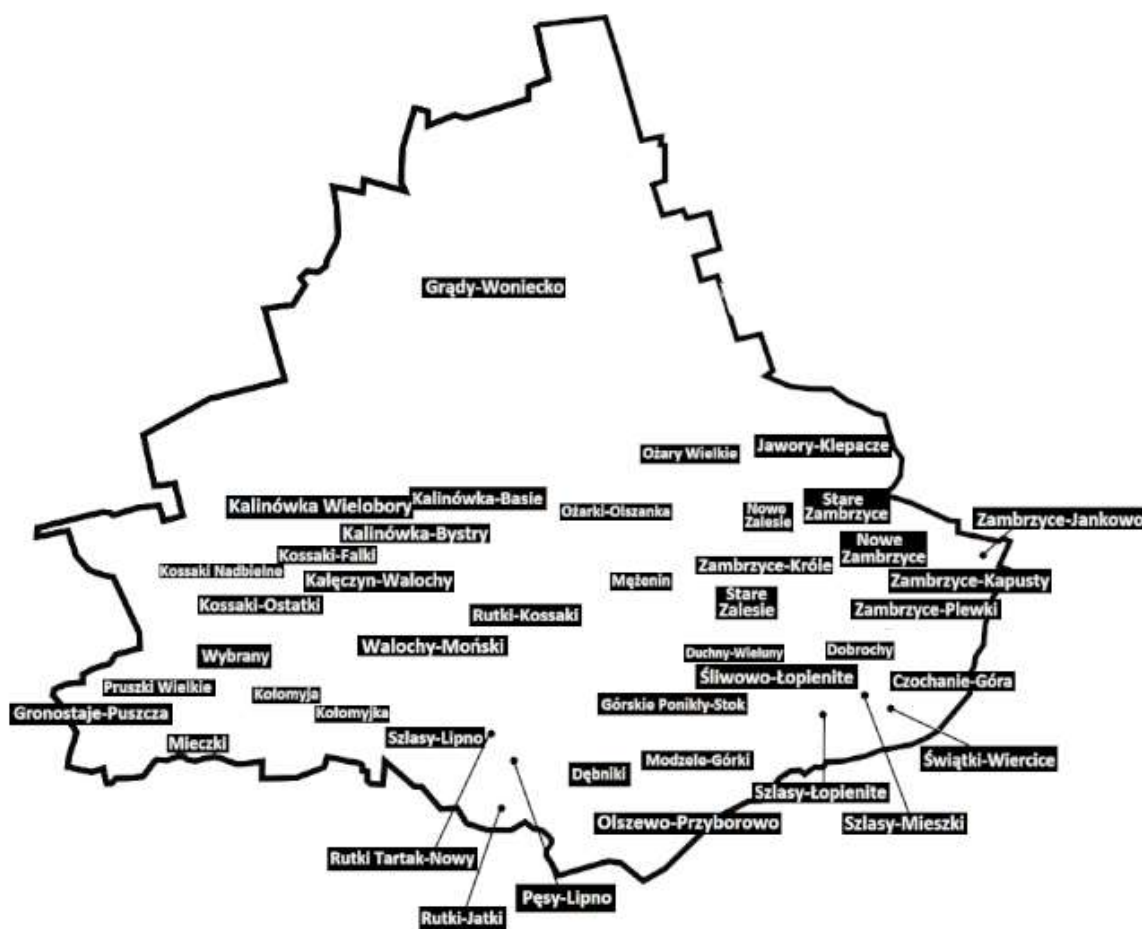 Grądy-Woniecko
Jawory-Klepacze
Ożary Wielkie
Kalinówka Wielobory
Kalinówka-Basie
Ożarki-Olszanka
Nowe
Zalesie
Stare
Zambrzyce
Zambrzyce-Jankowo
Kalinówka-Bystry
Nowe
Zambrzyce
Kossaki-Falki
Kossaki Nadbielne
Kałęczyn-Walochy
Mężenin
Zambrzyce-Króle
Zambrzyce-Kapusty
Kossaki-Ostatki
Rutki-Kossaki
Stare
Zalesie
Zambrzyce-Plewki
Wybrany
Walochy-Moński
Duchny-Wieluny
Dobrochy
Pruszki Wielkie
Kołomyja
Śliwowo-Łopienite
Czochanie-Góra
Gronostaje-Puszcza
Kołomyjka
Górskie Ponikły-Stok
Mieczki
Szlasy-Lipno
Dębniki
Modzele-Górki
Świątki-Wiercice
Szlasy-Łopienite
Olszewo-Przyborowo
Szlasy-Mieszki
Rutki Tartak-Nowy
Pęsy-Lipno
Rutki-Jatki